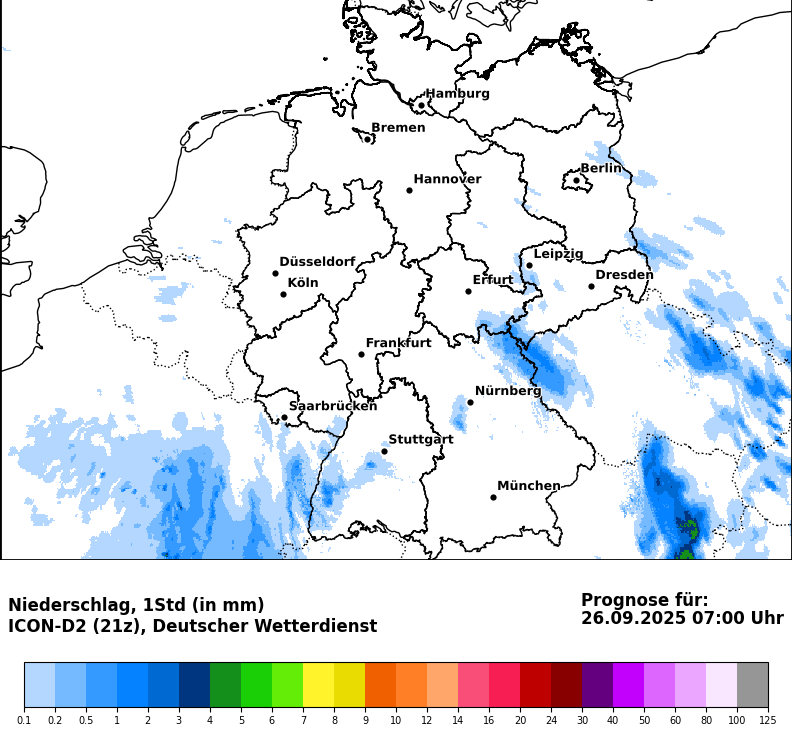 Hamburg
Bremen
Berlin
Hannover
Leipzig
Düsseldorf
Dresden
Köln
Erfurt
Frankfurt
Nürnberg
Saarbrücken
Stuttgart
München
Niederschlag, 1Std (in mm)
ICON-D2 (21z), Deutscher Wetterdienst
Prognose für:
26.09.2025 07:00 Uhr
0.1 0.2 0.5 1 2 3 4 5 6 7 8 9 10 12 14 16 20 24 30 40 50 60 80 100 125